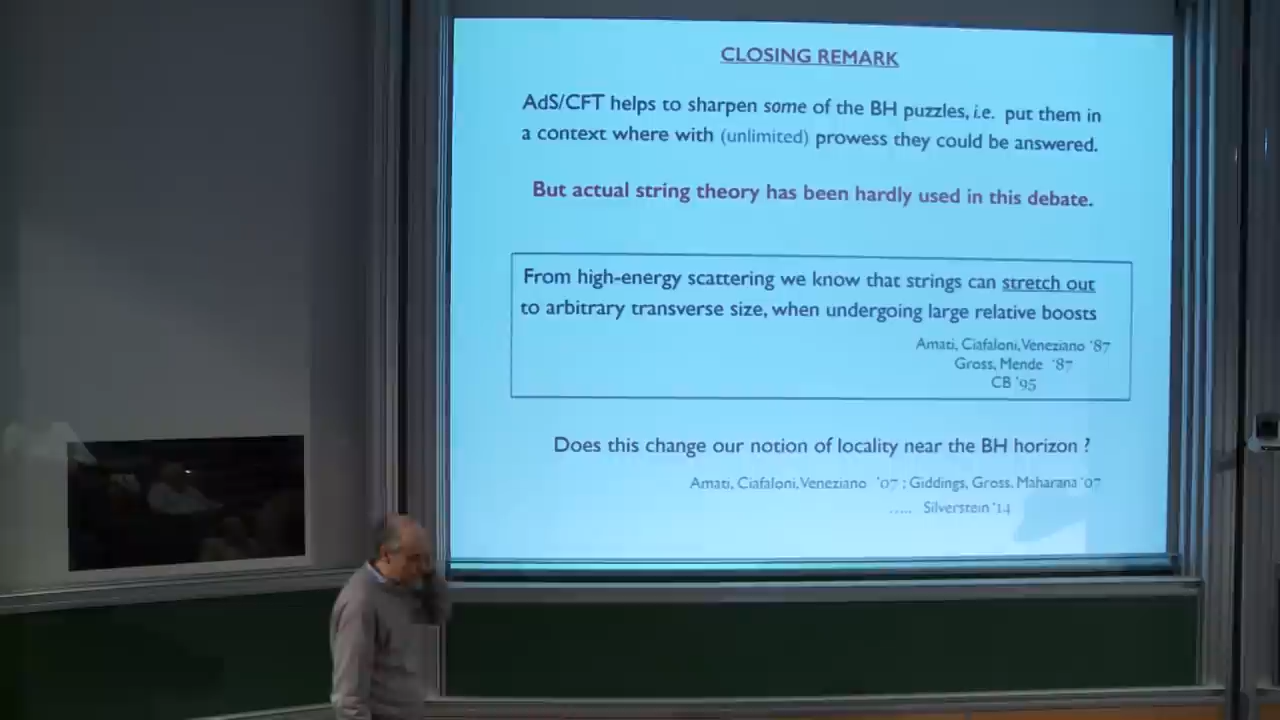 CLOSING REMARK
AdS/CFT helps to sharpen some of the BH puzzles, i.e. put them in
a context where with (unlimited) prowess they could be answered.
But actual string theory has been hardly used in this debate.
From high-energy scattering we know that strings can stretch out
to arbitrary transverse size, when undergoing large relative boosts
Amati, Ciafaloni, Veneziano '87
Gross, Mende '87
CB '95
Does this change our notion of locality near the BH horizon ?
Amati, Ciafaloni, Veneziano '07 ; Giddings, Gross, Maharana '07
..... Silverstein '14